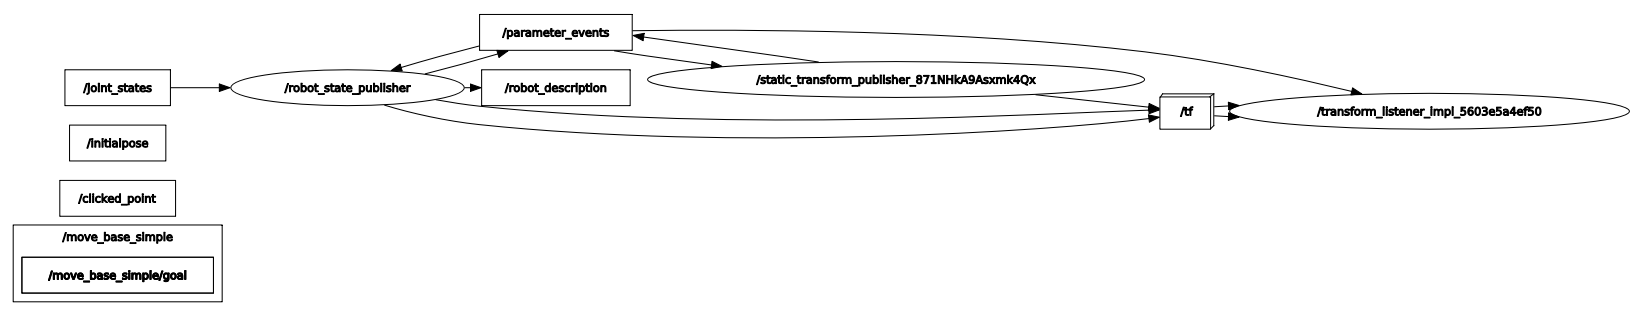 /parameter_events
/joint_states
/robot_state_publisher
/robot_description
/static_transform_publisher_871NHkA9Asxmk4Qx
/tf
/transform_listener_impl_5603e5a4ef50
/initialpose
/clicked_point
/move_base_simple
/move_base_simple/goal